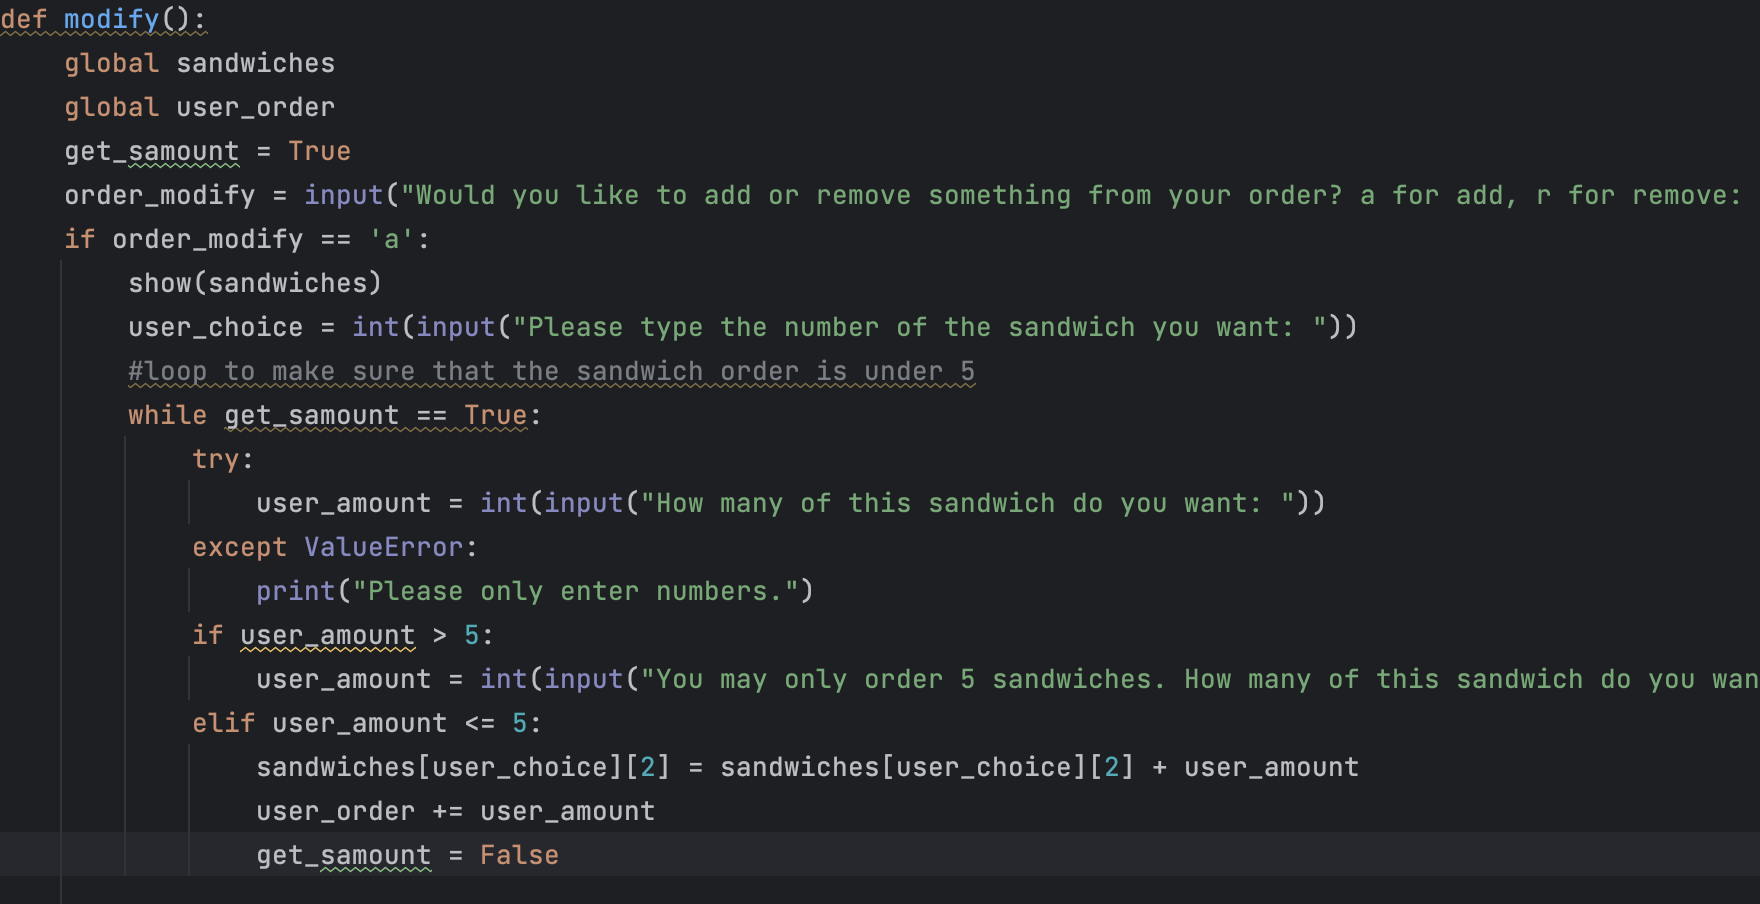 def modify():
    global sandwiches
    global user_order
    get_samount = True
    order_modify = input("Would you like to add or remove something from your order? a for add, r for remove:
    if order_modify == 'a':
        show(sandwiches)
        user_choice = int(input("Please type the number of the sandwich you want: "))
        #loop to make sure that the sandwich order is under 5
        while get_samount == True:
            try:
                user_amount = int(input("How many of this sandwich do you want: "))
            except ValueError:
                print("Please only enter numbers.")
            if user_amount > 5:
                user_amount = int(input("You may only order 5 sandwiches. How many of this sandwich do you wan
            elif user_amount <= 5:
                sandwiches[user_choice][2] = sandwiches[user_choice][2] + user_amount
                user_order += user_amount
                get_samount = False